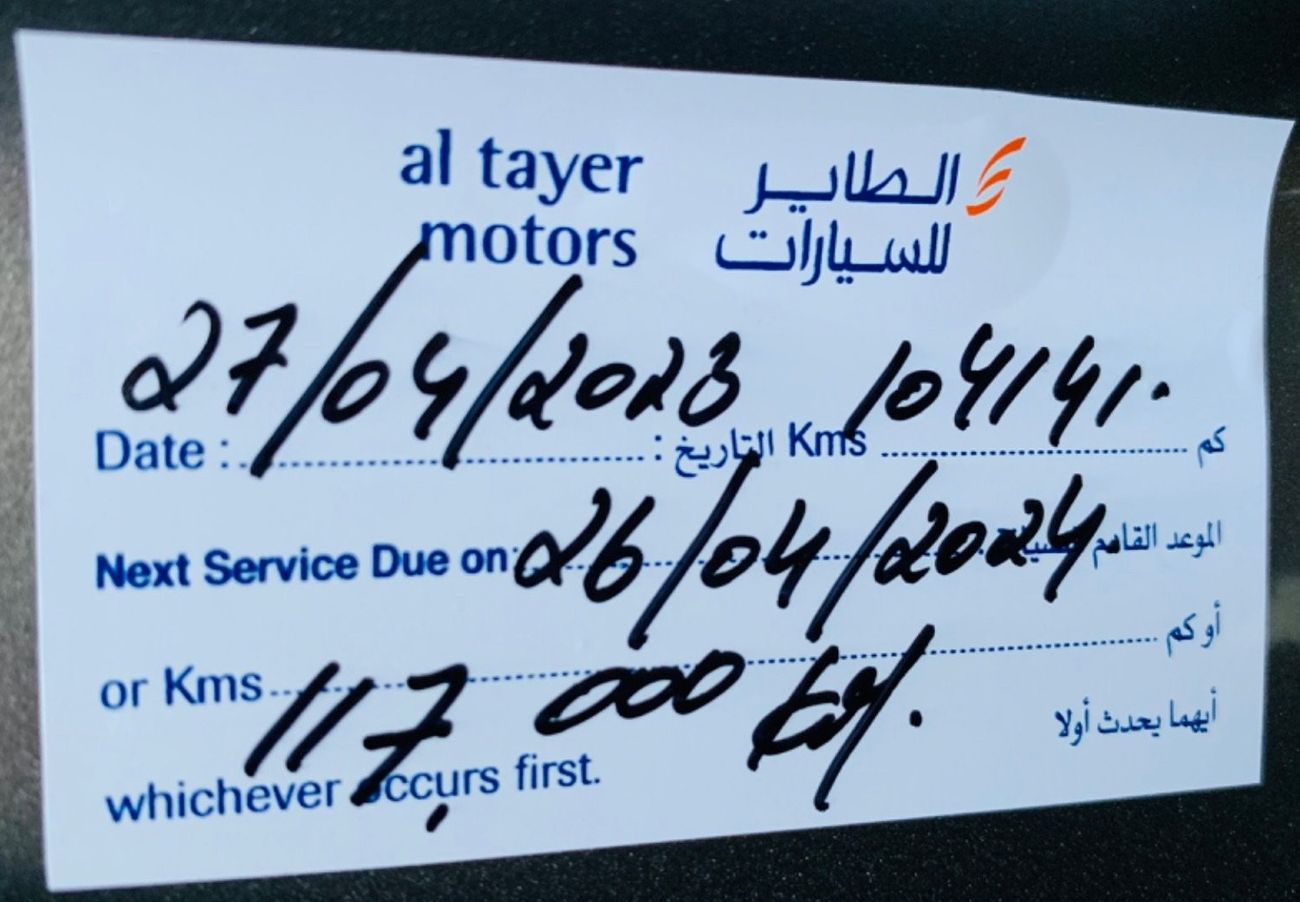 al tayer الطاير
motors للسيارات
27/04/2023 104141.
Date : : التاريخ Kms كم
Next Service Due on: 26/04/2024. الموعد القادم للصيانة
or Kms 117,000 أو كم
whichever occurs first. أيهما يحدث أولا